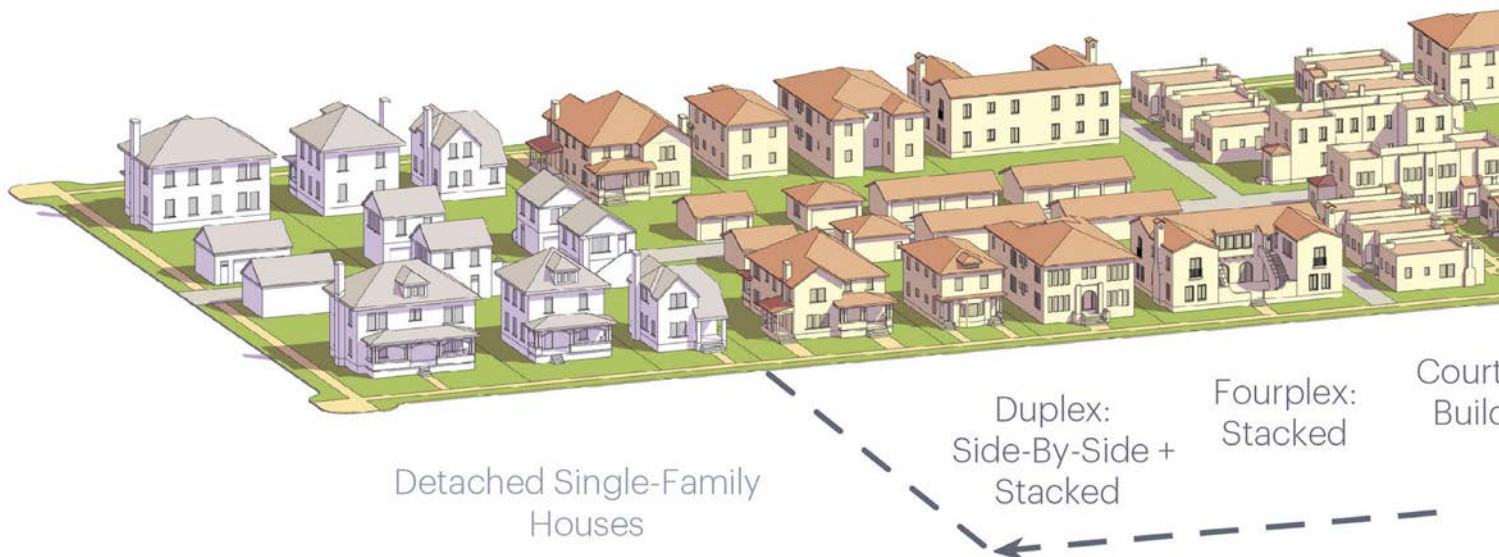 Detached Single-Family
Houses
Duplex:
Side-By-Side +
Stacked
Fourplex:
Stacked